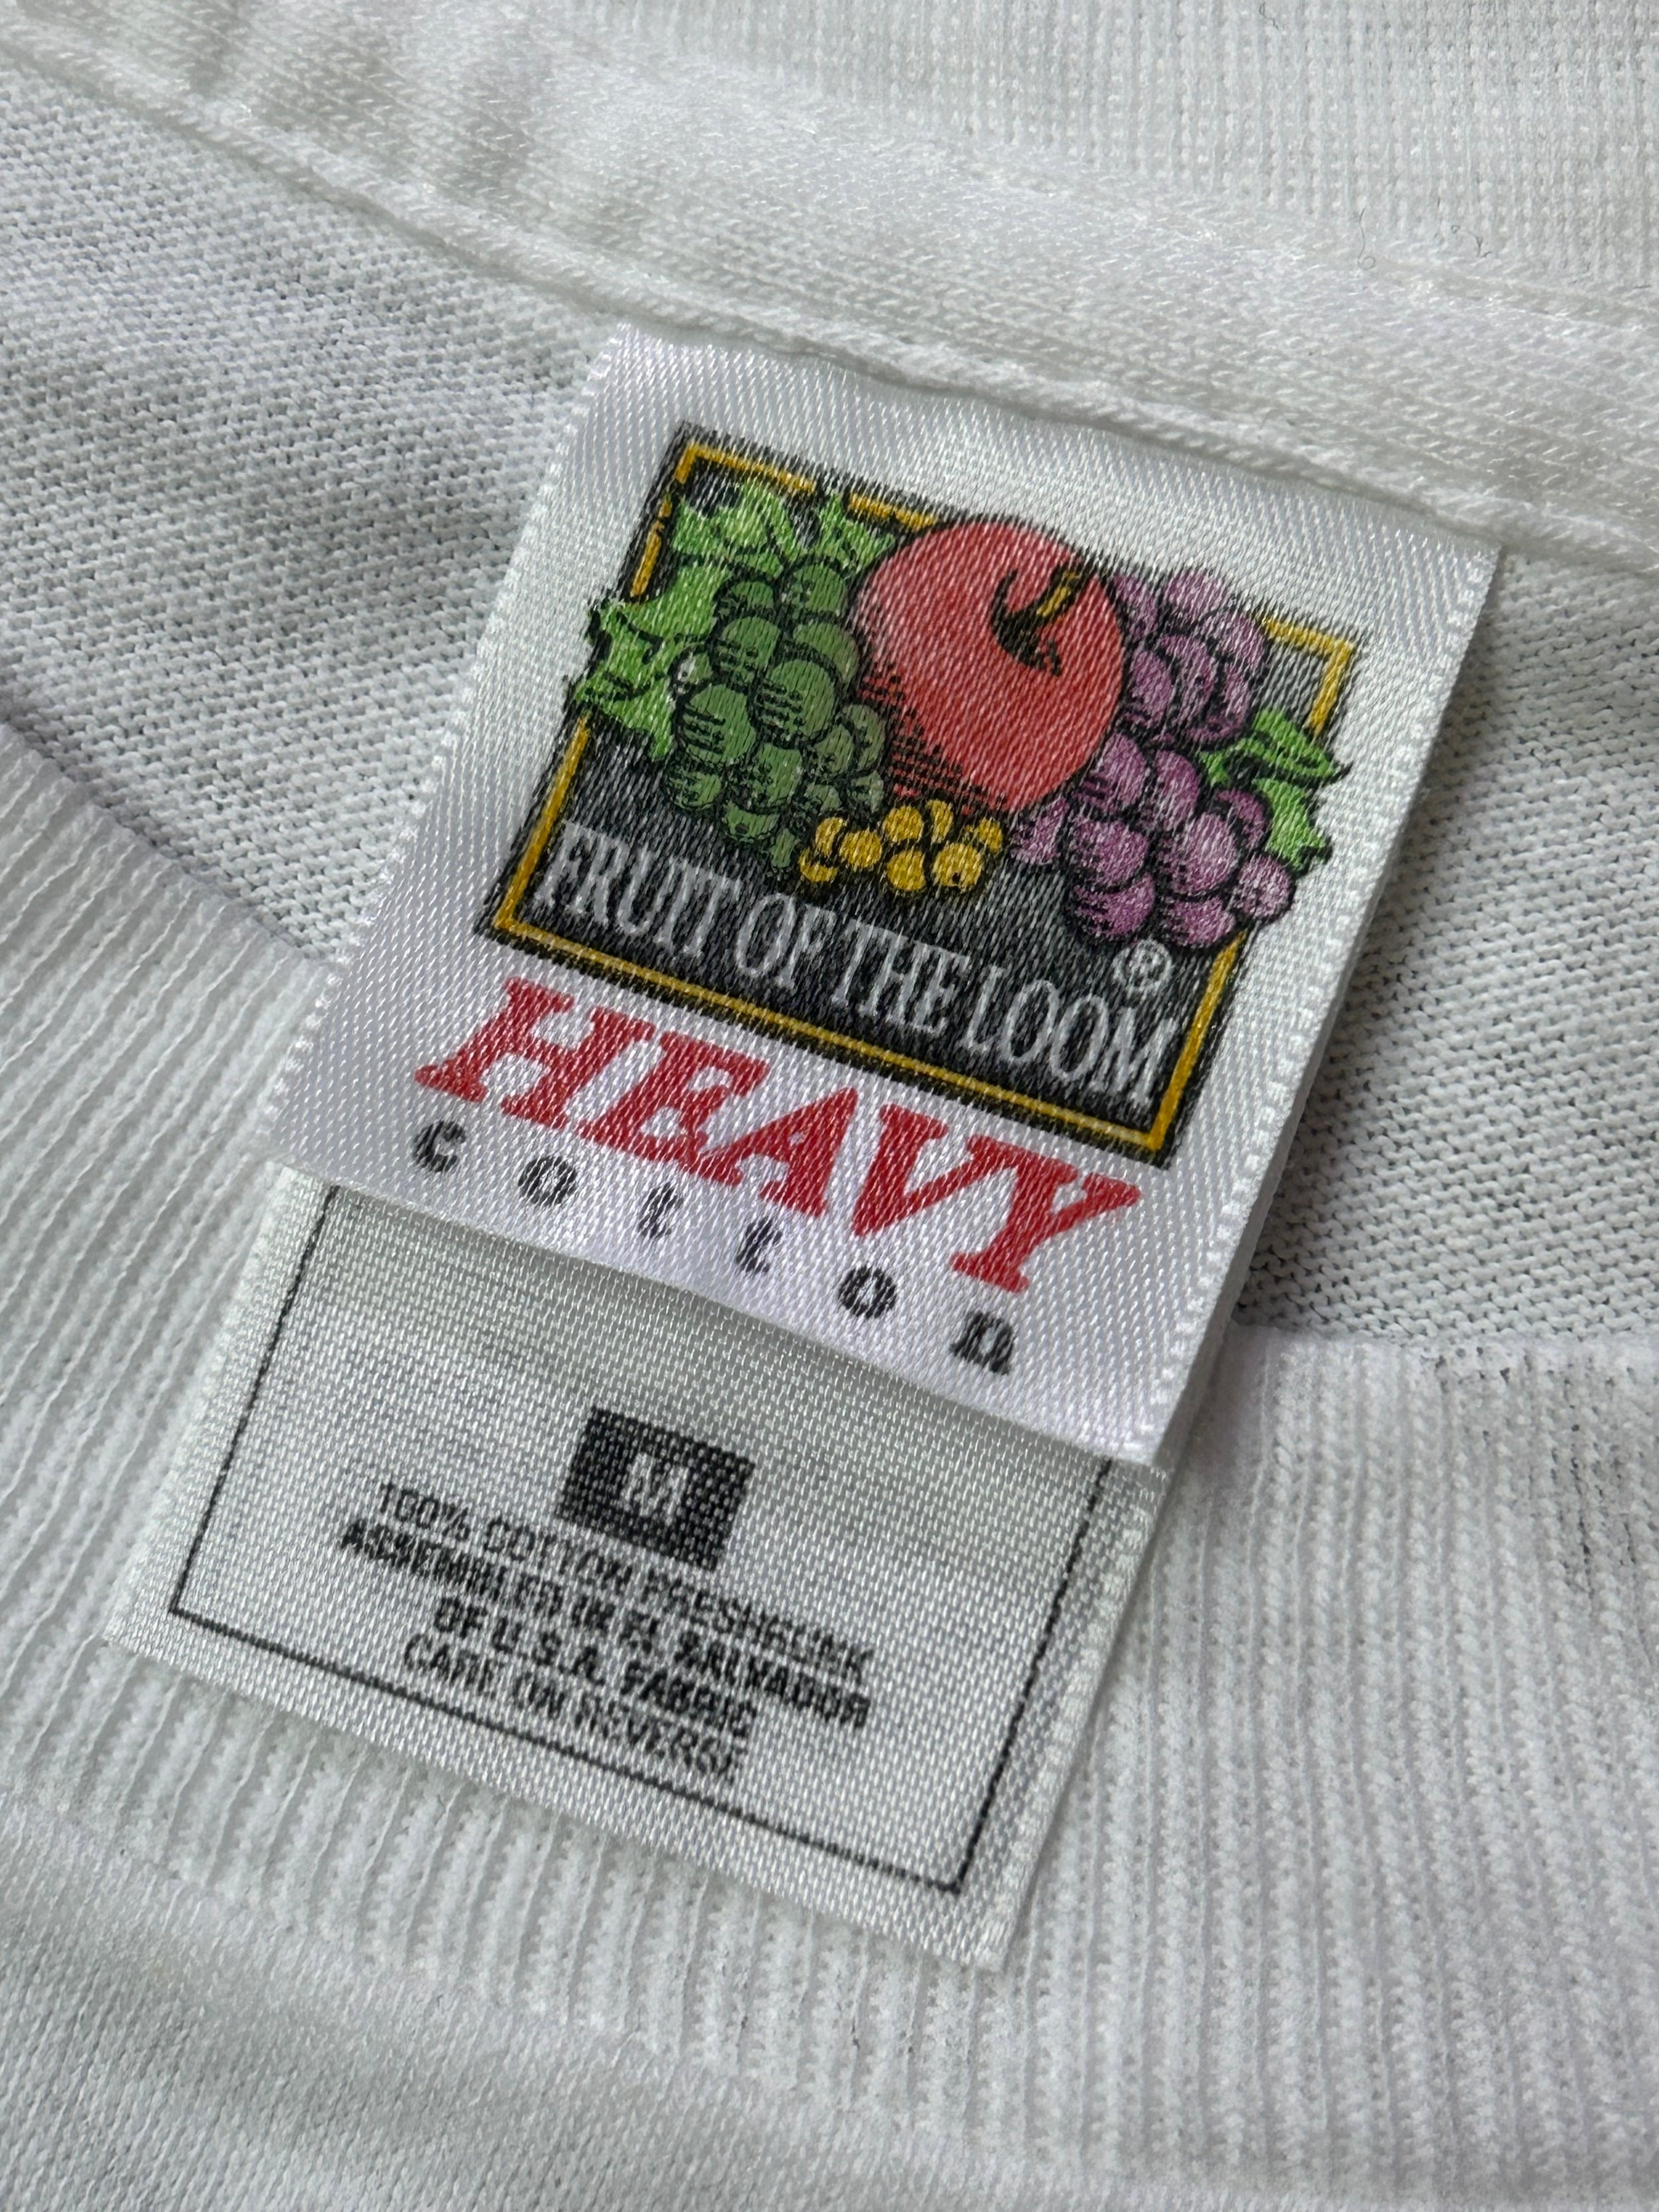 FRUIT OF THE LOOM®
HEAVY
cotton
M
100% COTTON PRESHRUNK
ASSEMBLED IN EL SALVADOR
OF U.S.A. FABRIC
CARE ON REVERSE